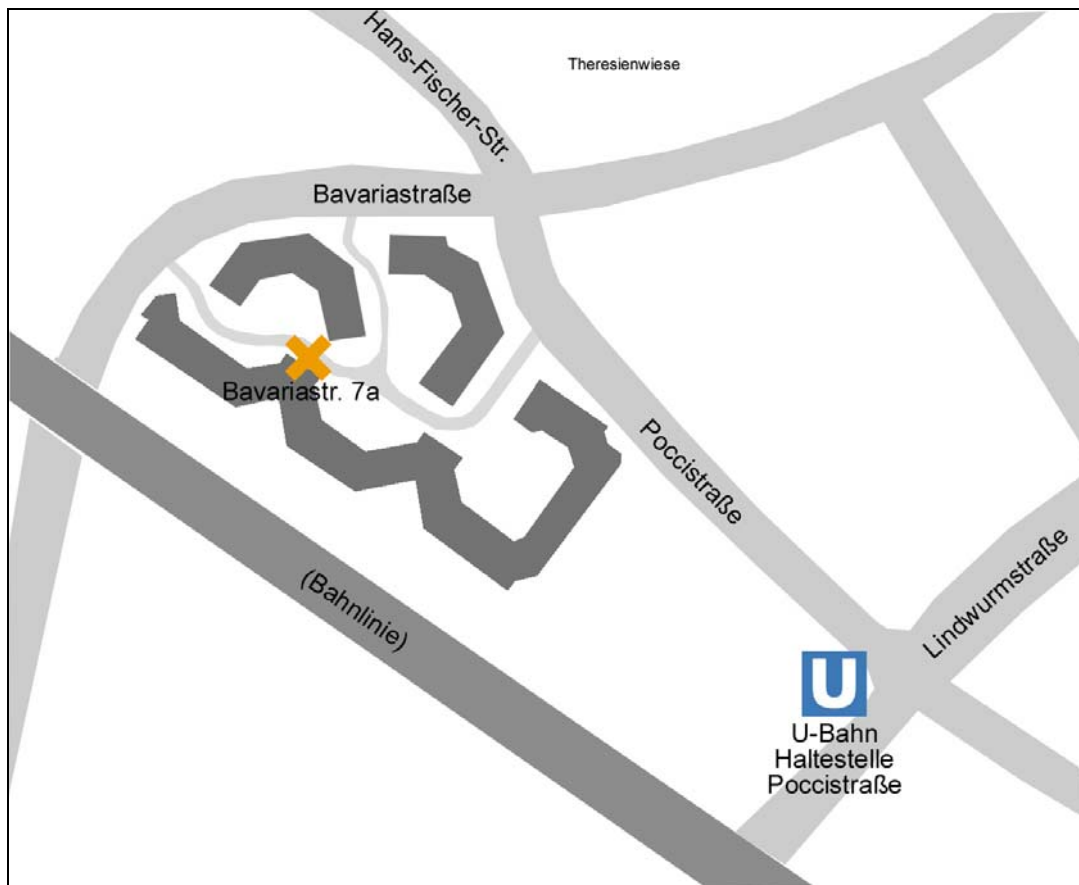 Theresienwiese
Hans-Fischer-Str.
Bavariastraße
Bavariastr. 7a
Poccistraße
Lindwurmstraße
(Bahnlinie)
U
U-Bahn
Haltestelle
Poccistraße